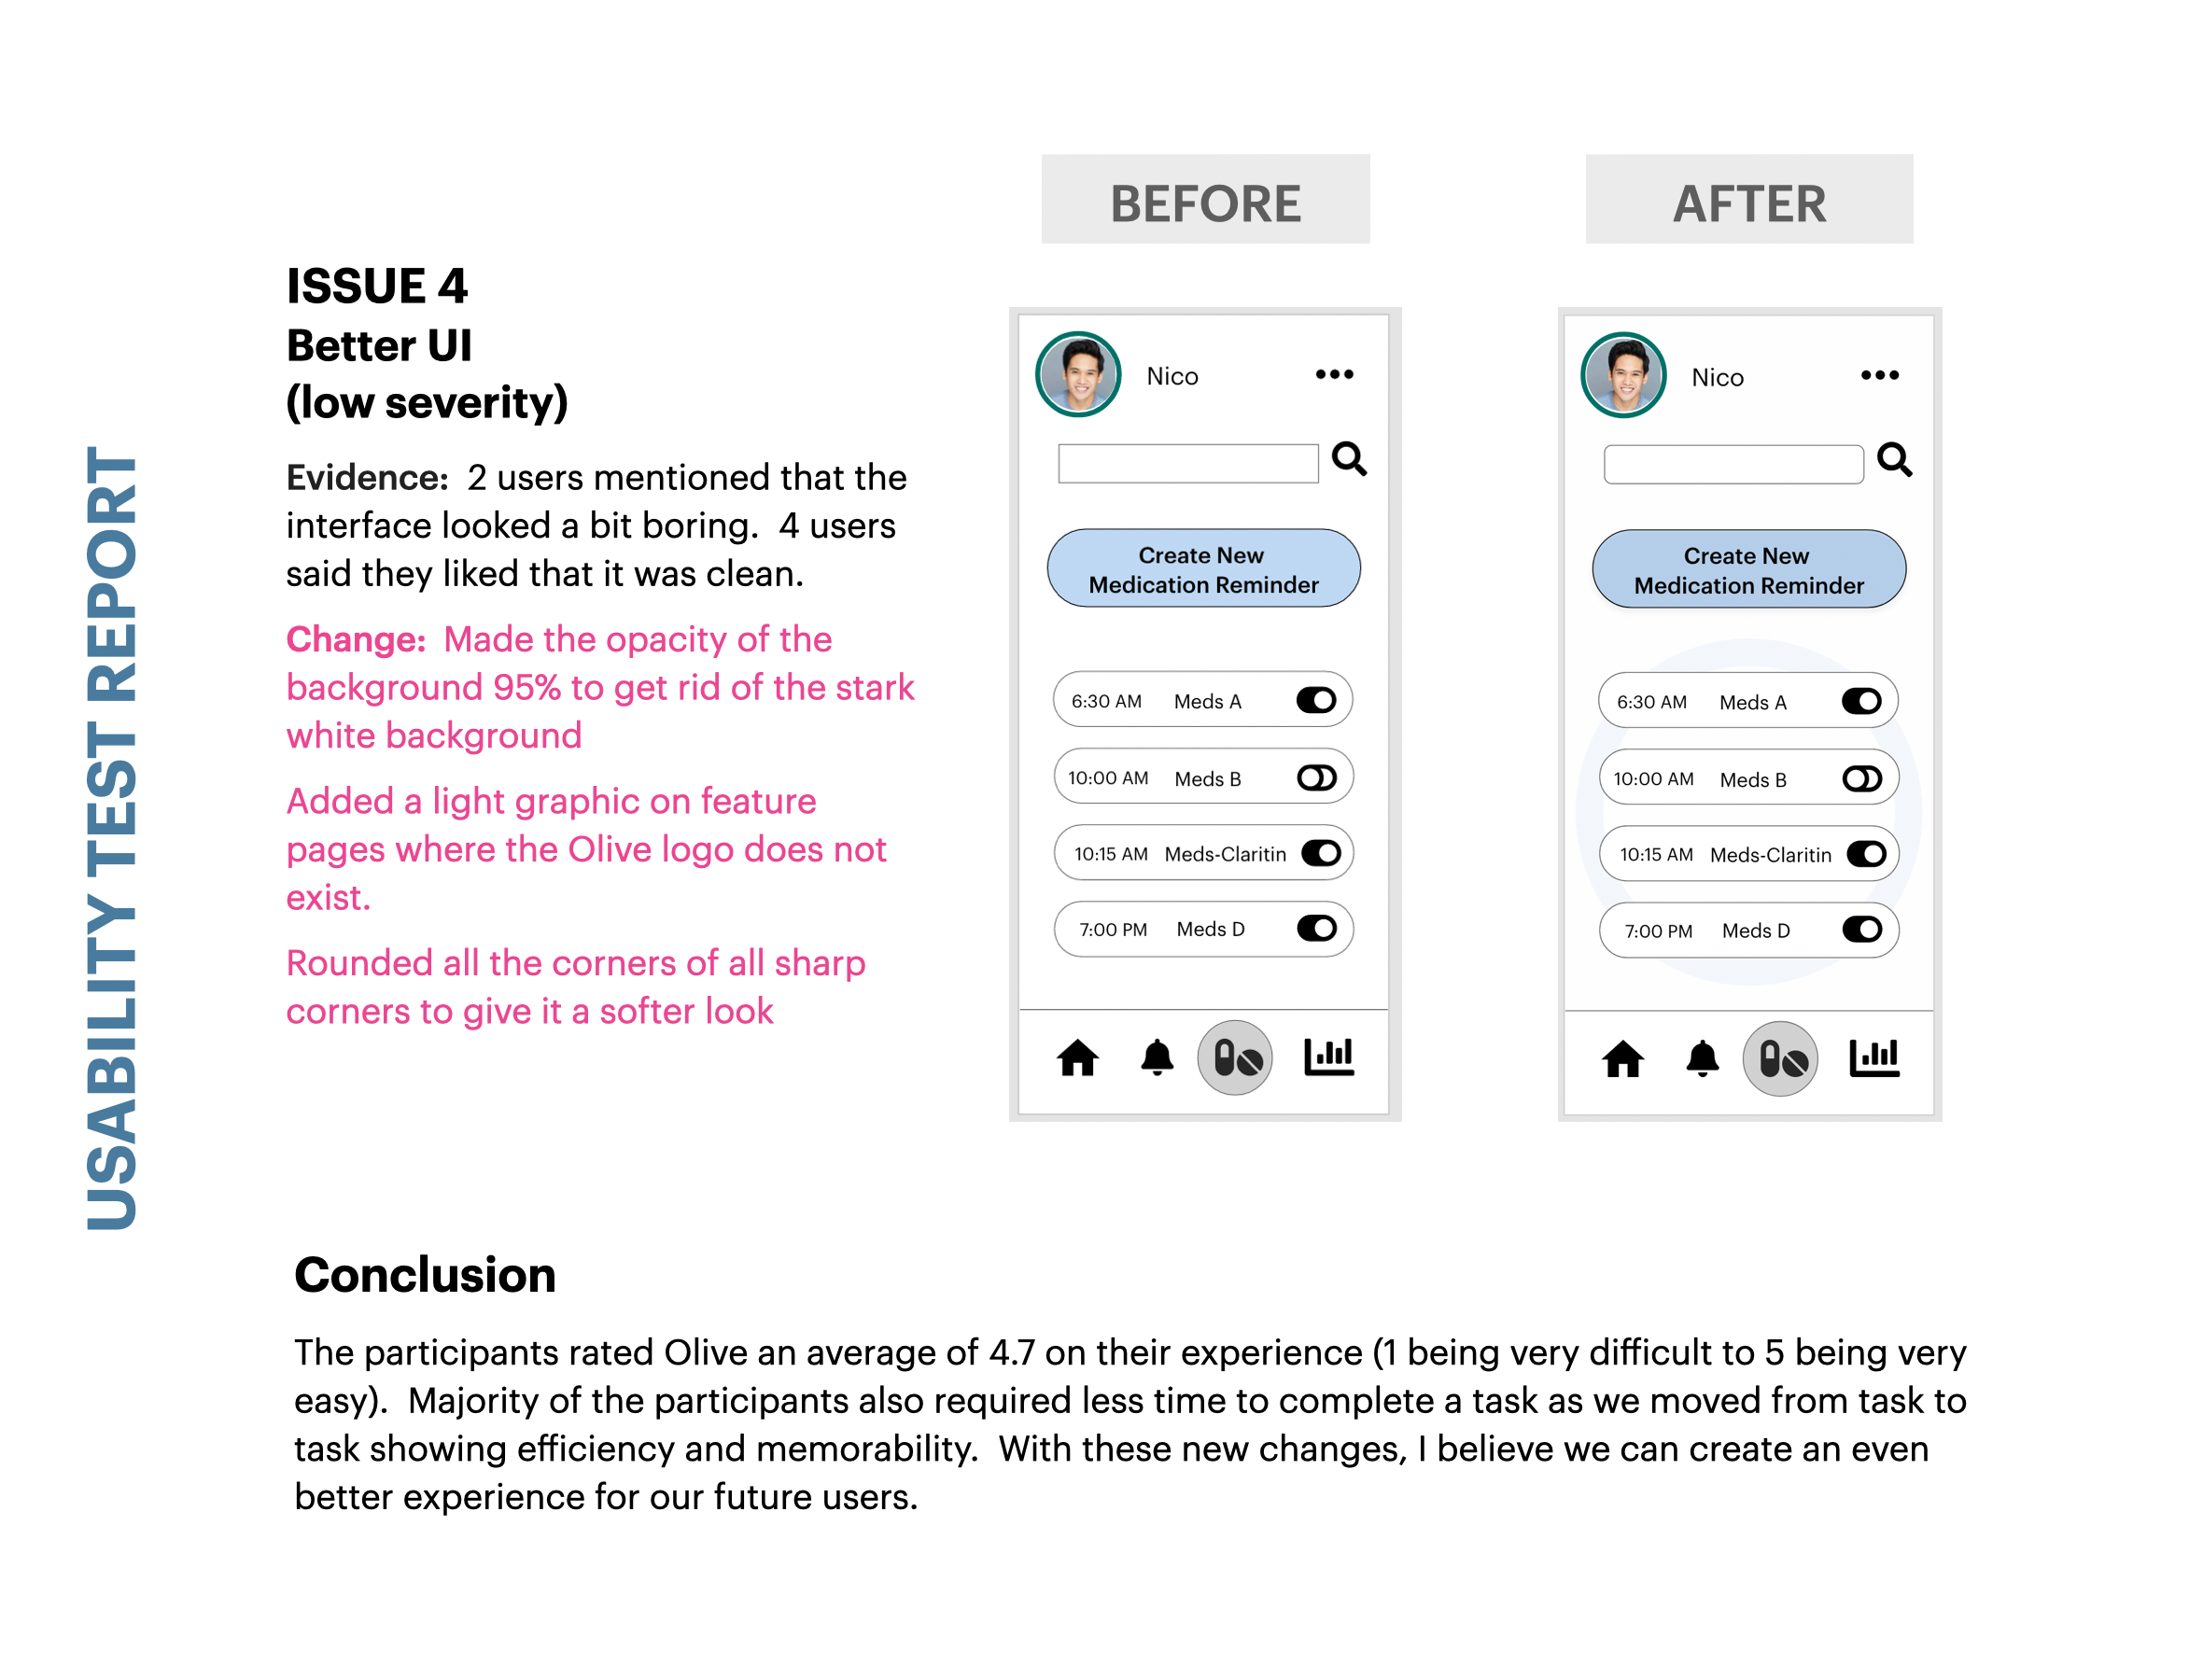 USABILITY TEST REPORT
ISSUE 4
Better UI
(low severity)
Evidence:  2 users mentioned that the
interface looked a bit boring.  4 users
said they liked that it was clean.
Change:  Made the opacity of the
background 95% to get rid of the stark
white background
Added a light graphic on feature
pages where the Olive logo does not
exist.
Rounded all the corners of all sharp
corners to give it a softer look
BEFORE
Nico
Create New
Medication Reminder
6:30 AM Meds A
10:00 AM Meds B
10:15 AM Meds-Claritin
7:00 PM Meds D
AFTER
Nico
Create New
Medication Reminder
6:30 AM Meds A
10:00 AM Meds B
10:15 AM Meds-Claritin
7:00 PM Meds D
Conclusion
The participants rated Olive an average of 4.7 on their experience (1 being very difficult to 5 being very
easy).  Majority of the participants also required less time to complete a task as we moved from task to
task showing efficiency and memorability.  With these new changes, I believe we can create an even
better experience for our future users.